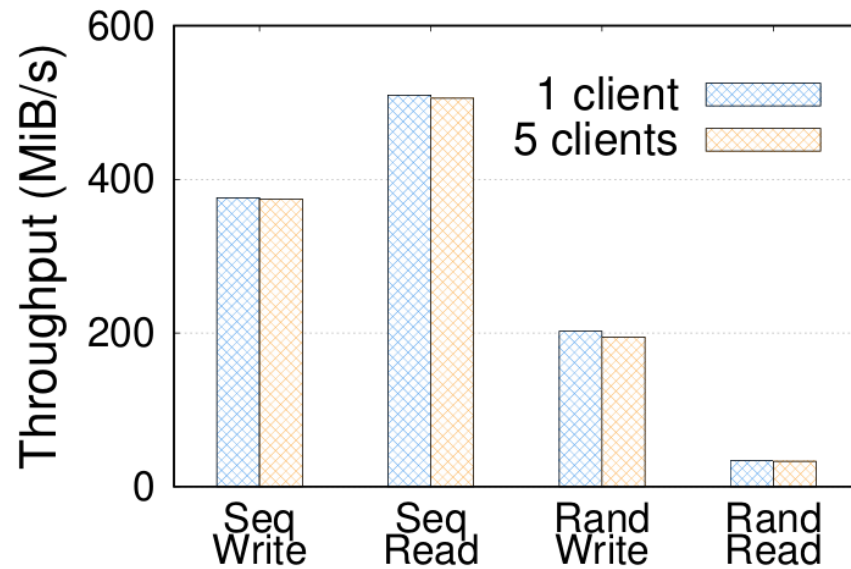 Throughput (MiB/s)
600
400
200
0
1 client
5 clients
Seq
Write
Seq
Read
Rand
Write
Rand
Read